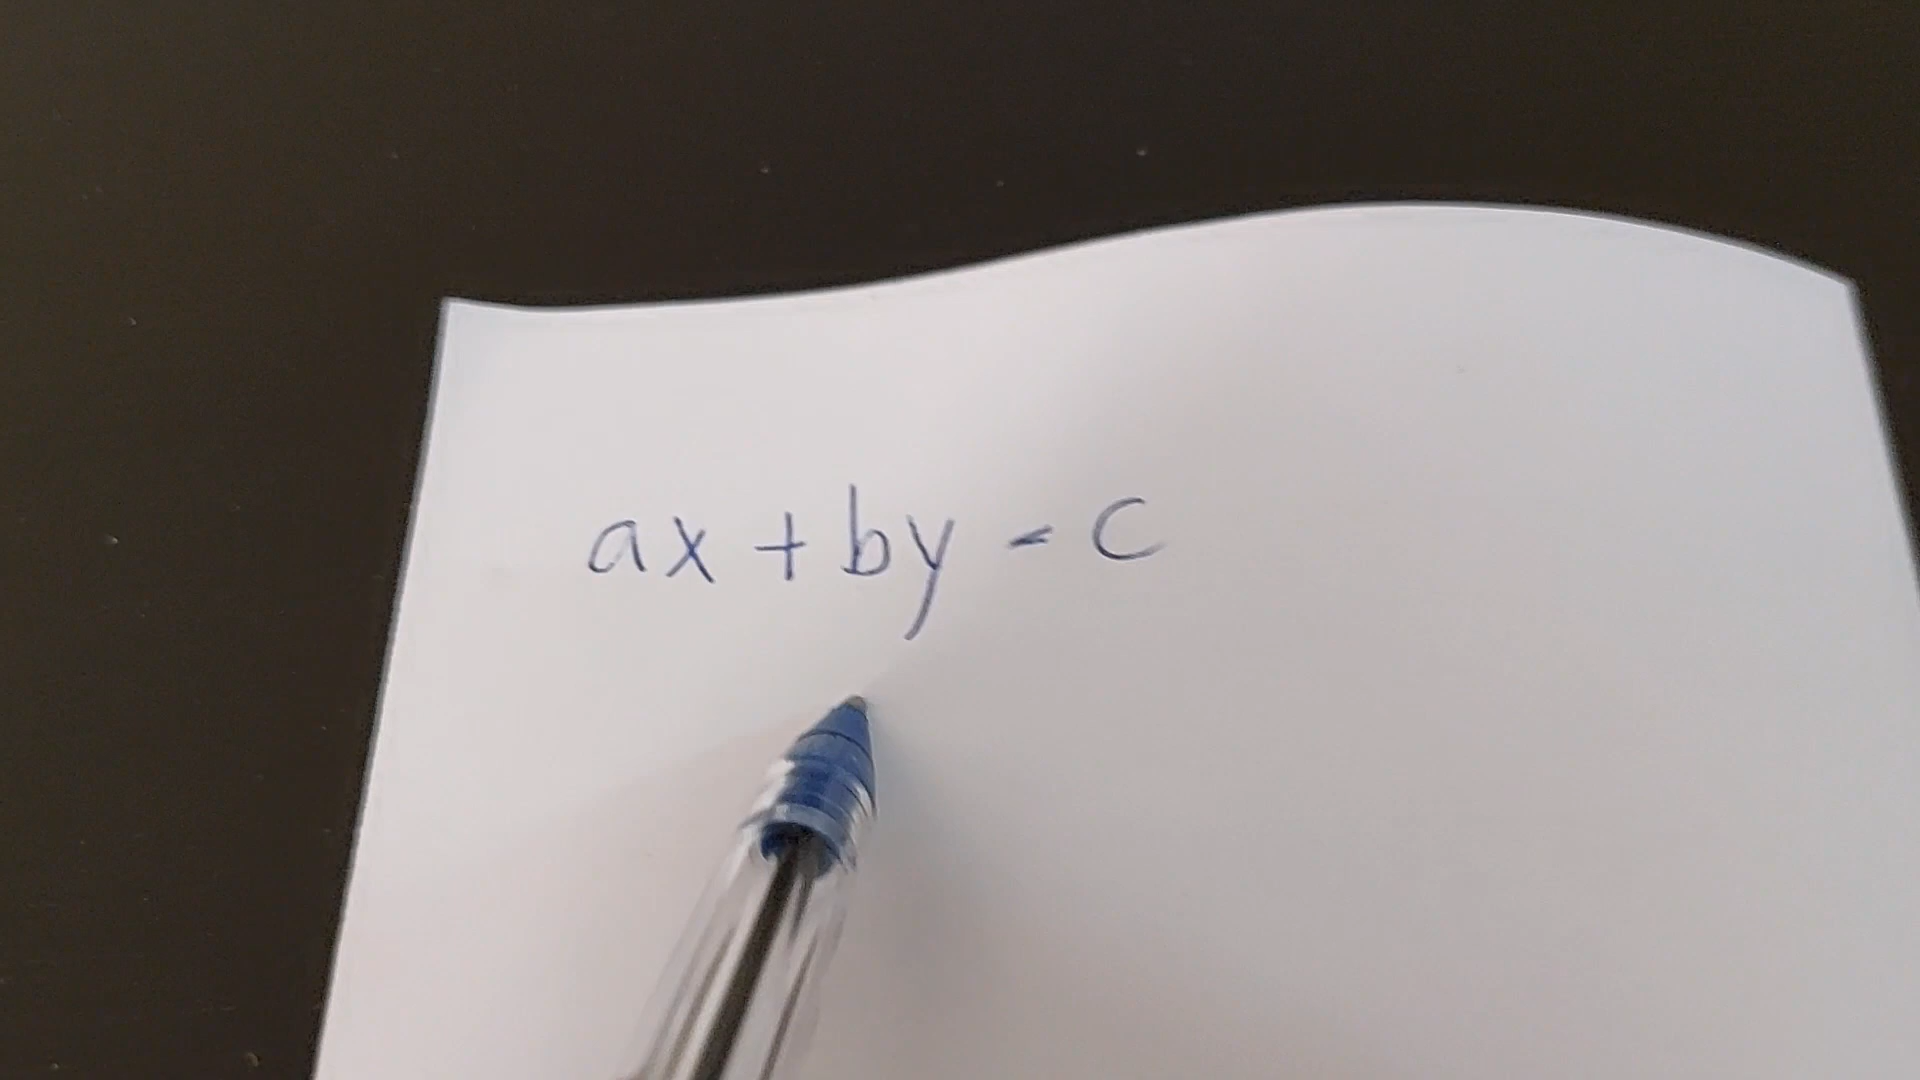 ax + by = c